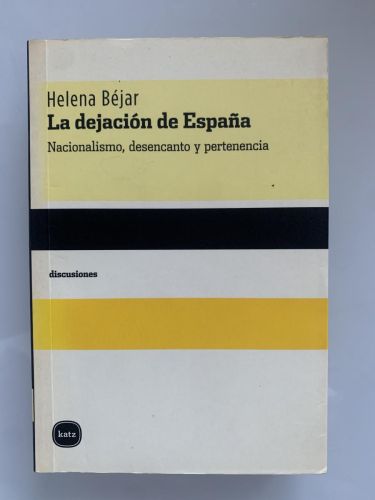 Helena Béjar
La dejación de España
Nacionalismo, desencanto y pertenencia
discusiones
katz